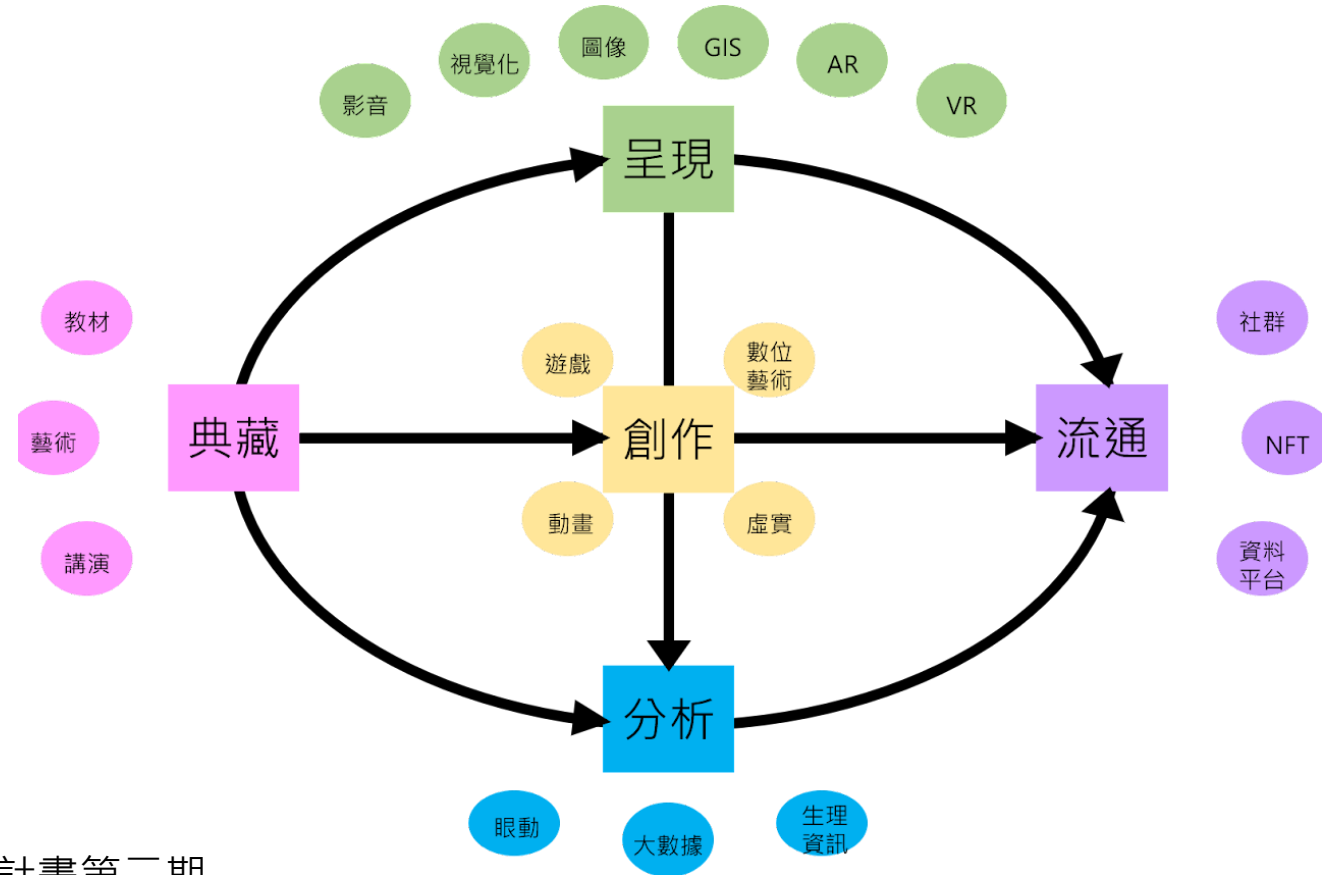 影音
視覺化
圖像
GIS
AR
VR
呈現
教材
藝術
講演
典藏
遊戲
數位
藝術
創作
動畫
虛實
流通
社群
NFT
資料
平台
分析
眼動
大數據
生理
資訊